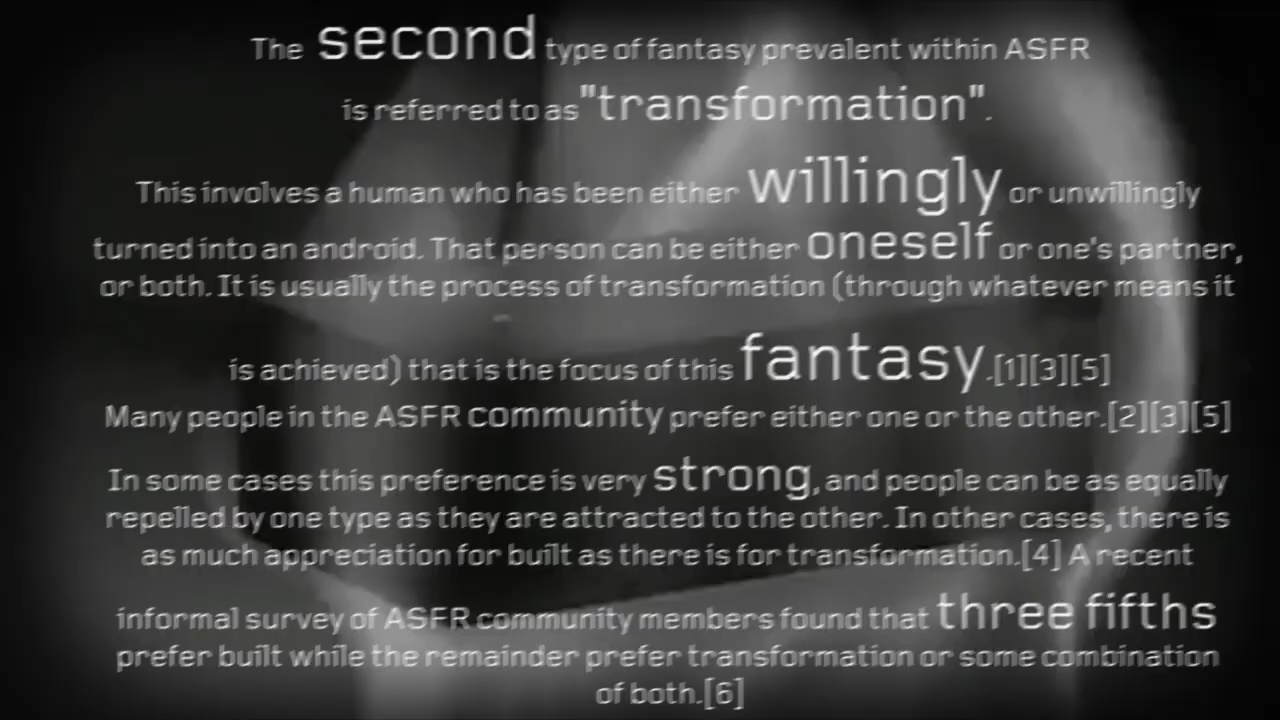 The second type of fantasy prevalent within ASFR
is referred to as "transformation".
This involves a human who has been either willingly or unwillingly
turned into an android. That person can be either oneself or one's partner,
or both. It is usually the process of transformation (through whatever means it
is achieved) that is the focus of this fantasy.[1][3][5]
Many people in the ASFR community prefer either one or the other.[2][3][5]
In some cases this preference is very strong, and people can be as equally
repelled by one type as they are attracted to the other. In other cases, there is
as much appreciation for built as there is for transformation.[4] A recent
informal survey of ASFR community members found that three fifths
prefer built while the remainder prefer transformation or some combination
of both.[6]